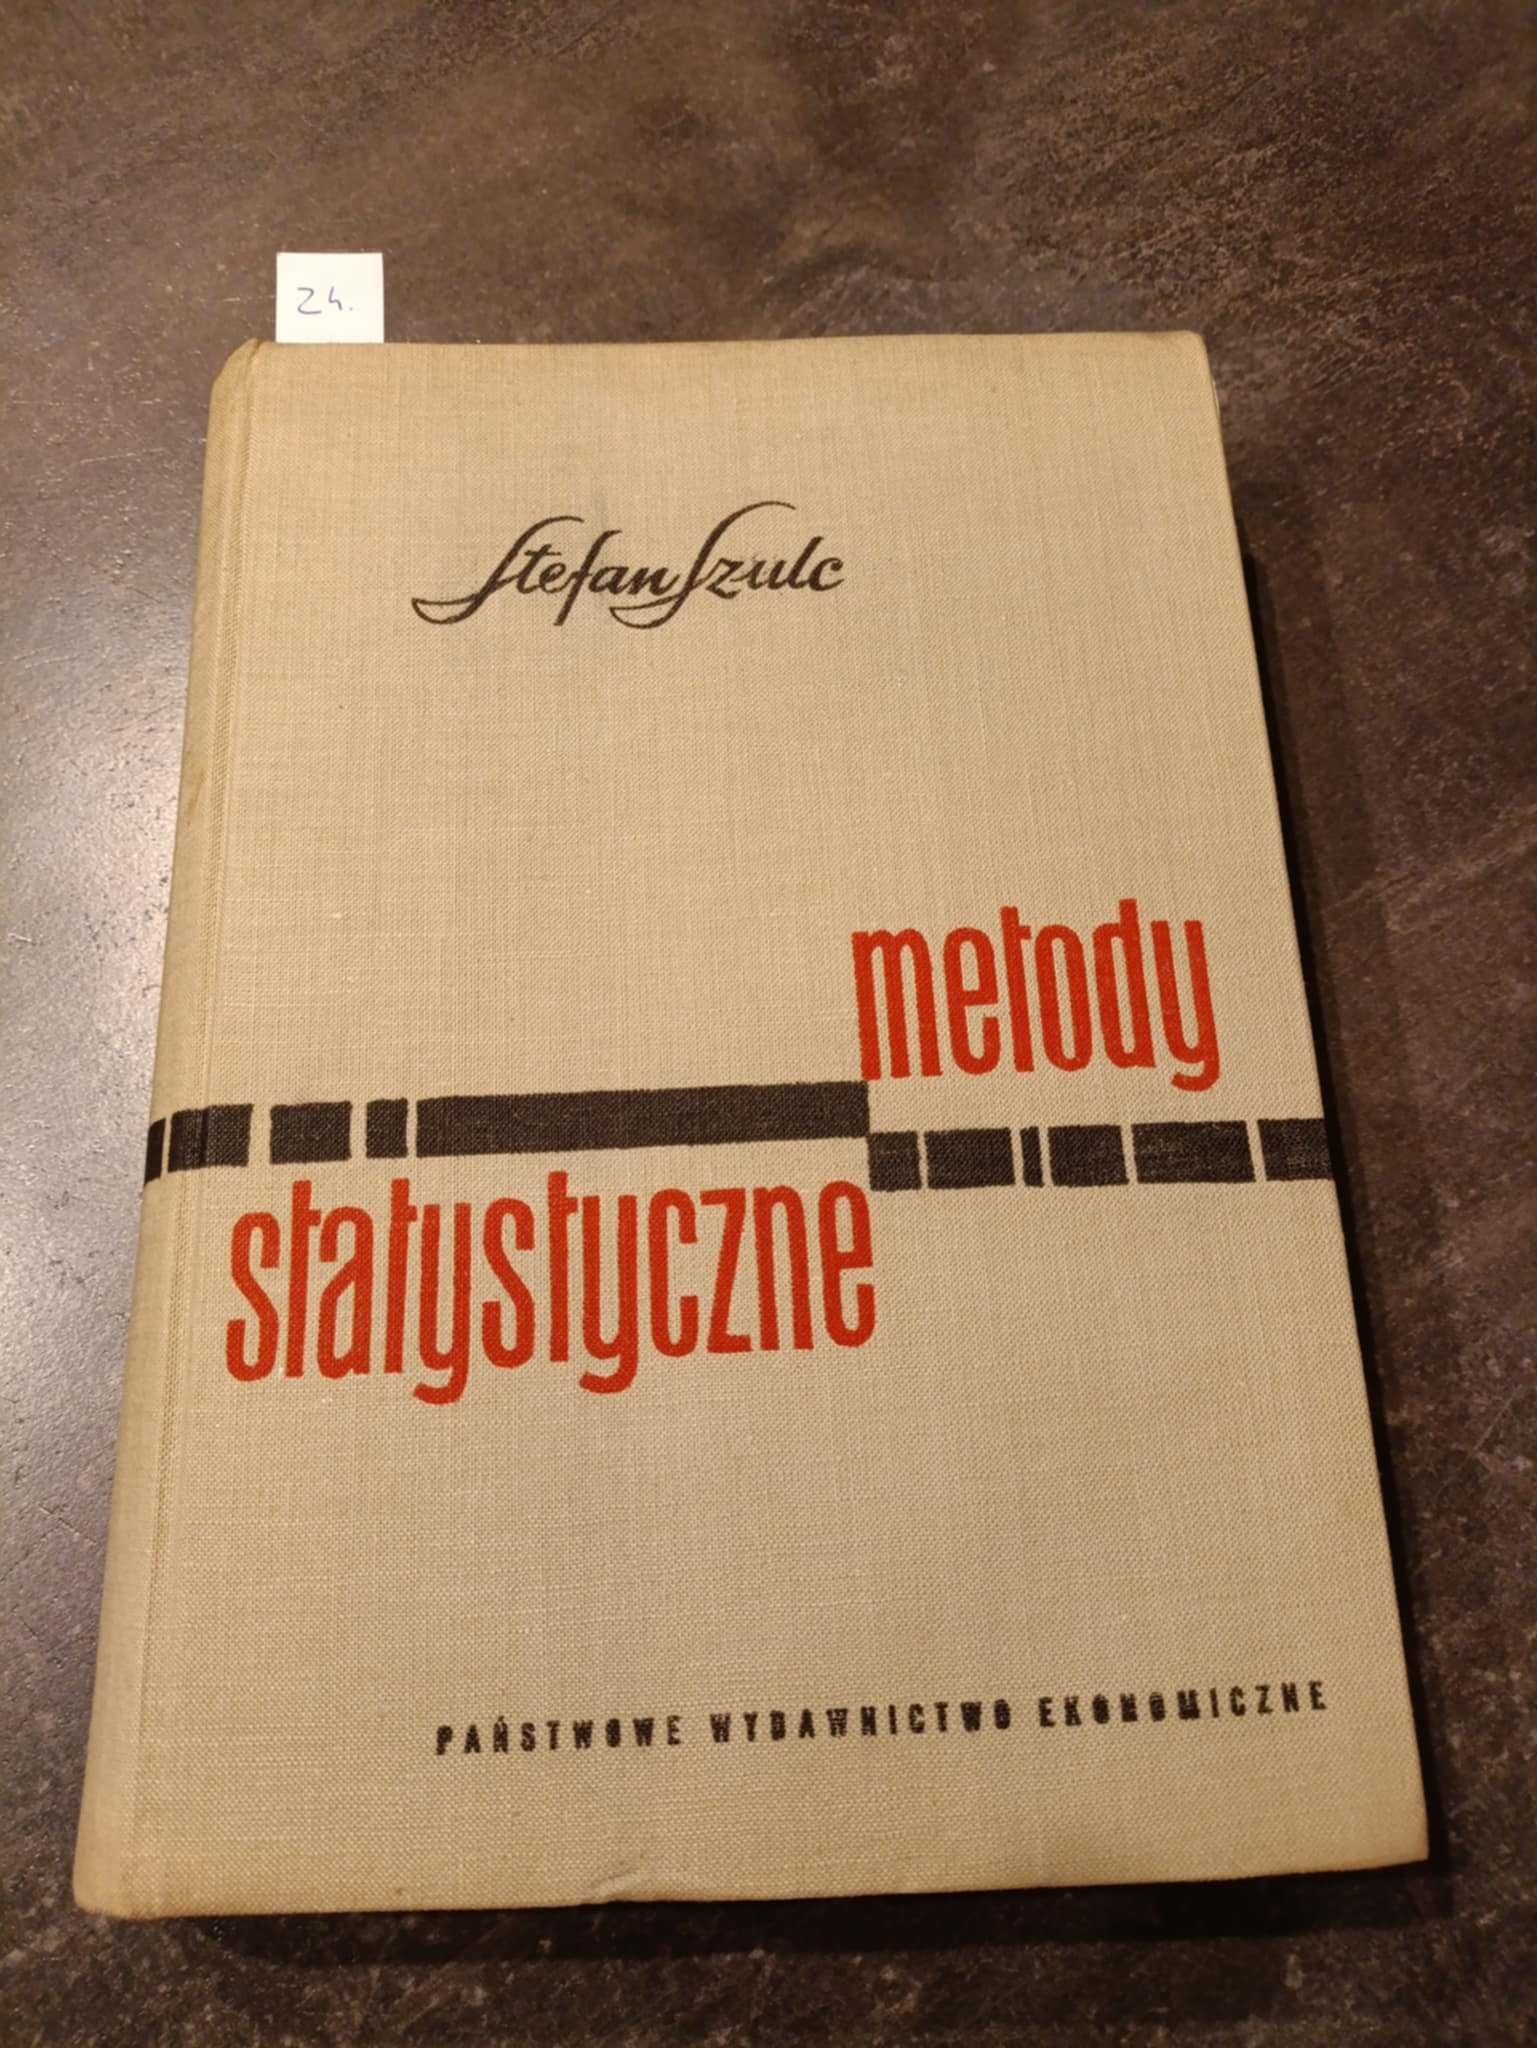 24.
Stefan Szulc
metody
statystyczne
PAŃSTWOWE WYDAWNICTWO EKONOMICZNE